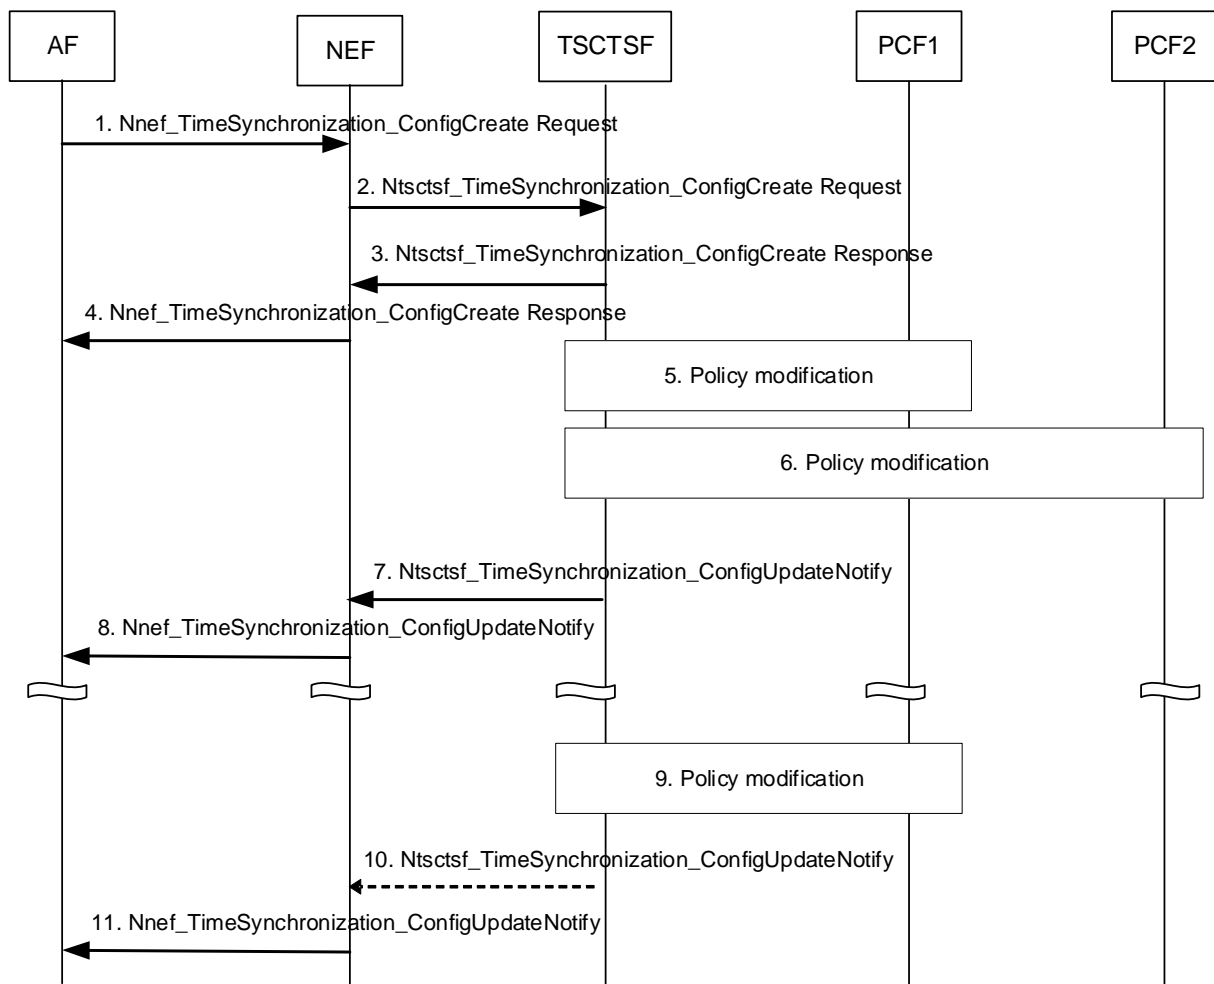 AF
NEF
TSCTSF
PCF1
PCF2
1. Nnef_TimeSynchronization_ConfigCreate Request
2. Ntsctsf_TimeSynchronization_ConfigCreate Request
3. Ntsctsf_TimeSynchronization_ConfigCreate Response
4. Nnef_TimeSynchronization_ConfigCreate Response
5. Policy modification
6. Policy modification
7. Ntsctsf_TimeSynchronization_ConfigUpdateNotify
8. Nnef_TimeSynchronization_ConfigUpdateNotify
9. Policy modification
10. Ntsctsf_TimeSynchronization_ConfigUpdateNotify
11. Nnef_TimeSynchronization_ConfigUpdateNotify